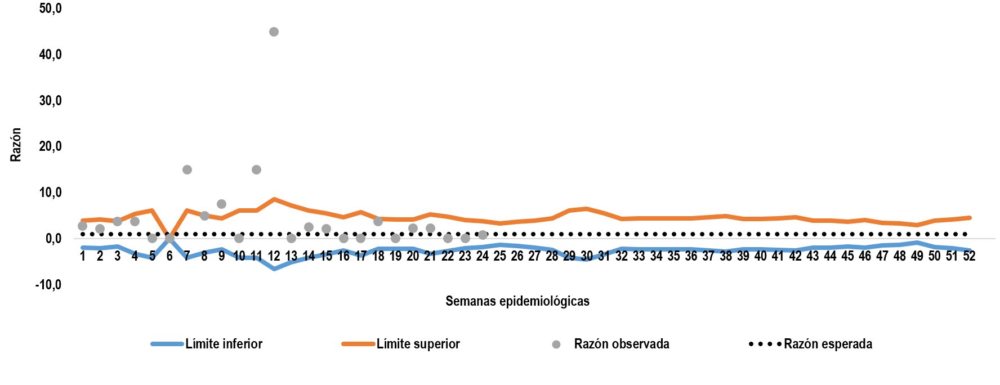 50,0
40,0
30,0
20,0
10,0
0,0
-10,0
Razón
1 2 3 4 5 6 7 8 9 10 11 12 13 14 15 16 17 18 19 20 21 22 23 24 25 26 27 28 29 30 31 32 33 34 35 36 37 38 39 40 41 42 43 44 45 46 47 48 49 50 51 52
Semanas epidemiológicas
Límite inferior Límite superior Razón observada Razón esperada